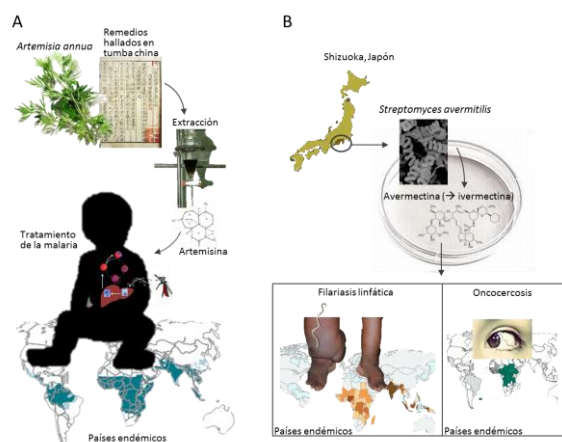 A
Artemisia annua
Remedios
hallados en
tumba china
Extracción
Artemisina
Tratamiento
de la malaria
Países endémicos
B
Shizuoka, Japón
Streptomyces avermitilis
Avermectina (→ ivermectina)
Filariasis linfática
Países endémicos
Oncocercosis
Países endémicos